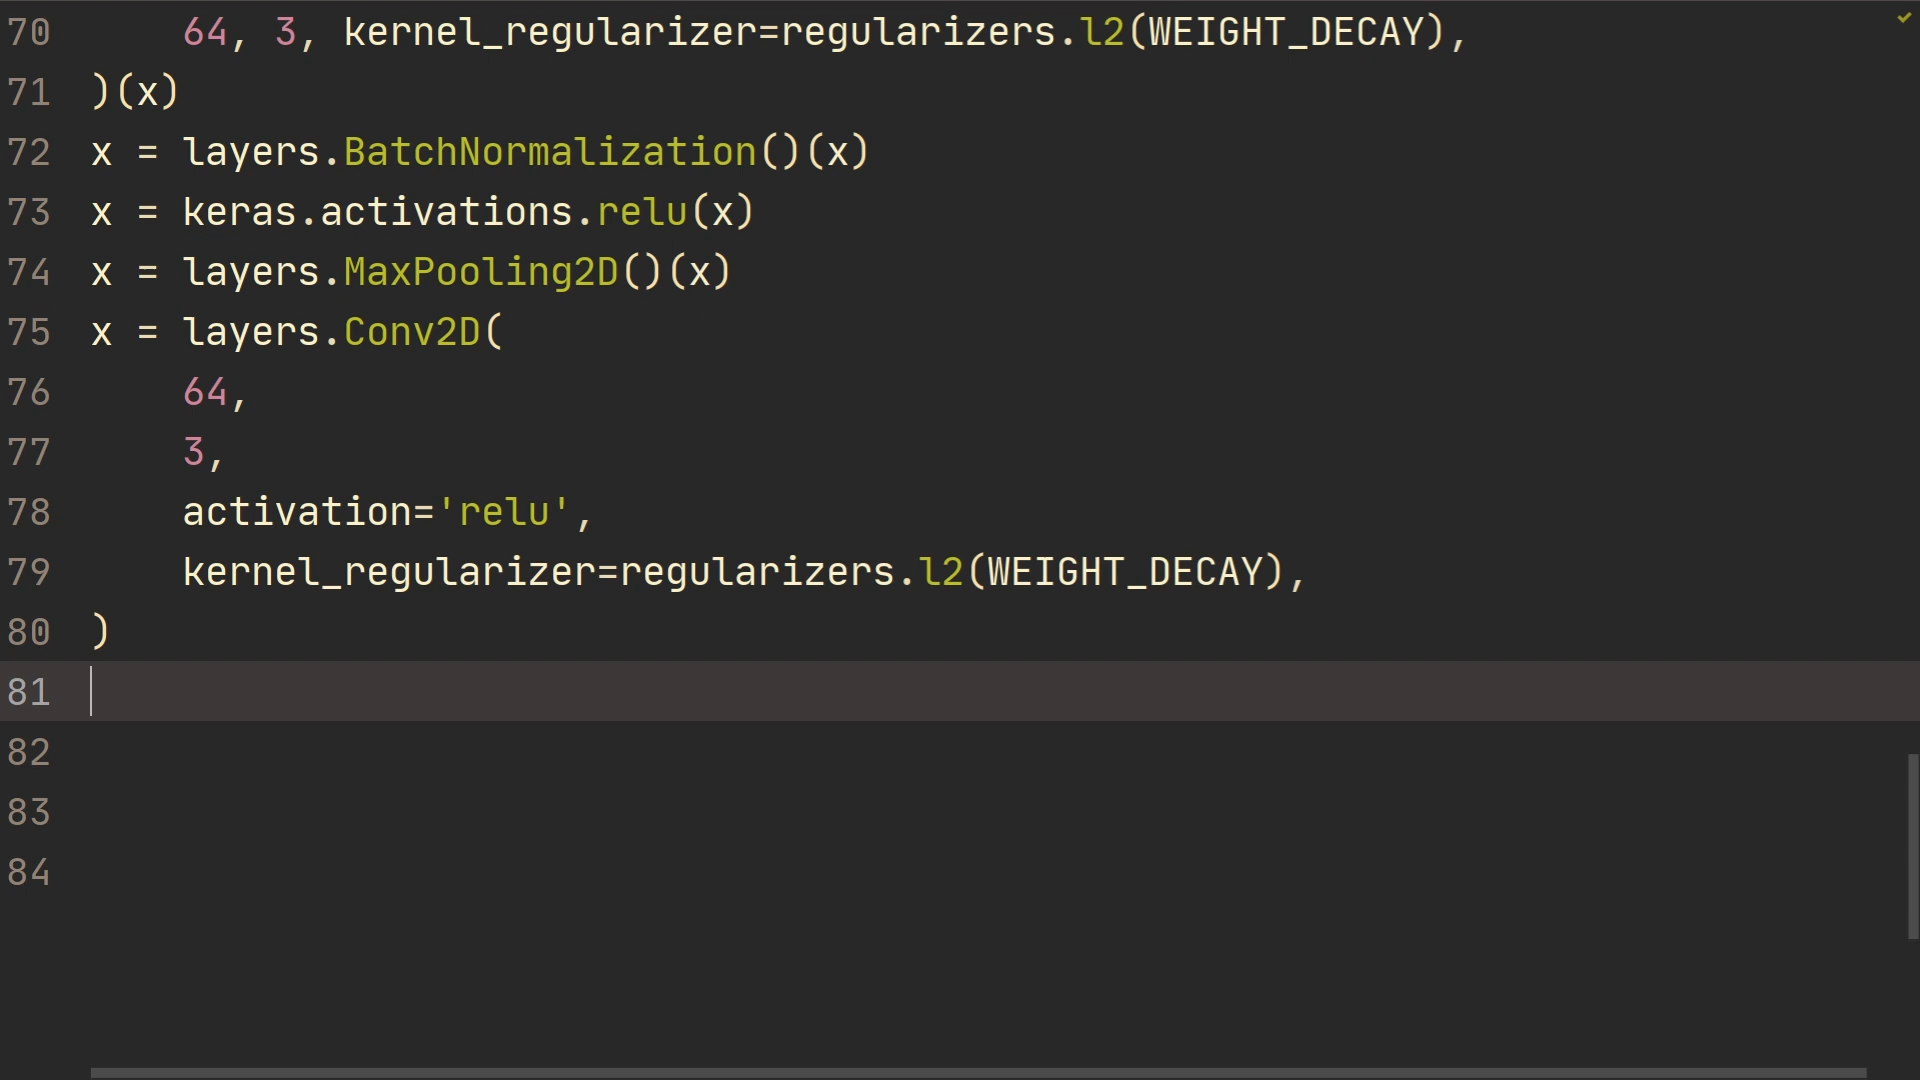 70 64, 3, kernel_regularizer=regularizers.l2(WEIGHT_DECAY),
71 )(x)
72 x = layers.BatchNormalization()(x)
73 x = keras.activations.relu(x)
74 x = layers.MaxPooling2D()(x)
75 x = layers.Conv2D(
76 64,
77 3,
78 activation='relu',
79 kernel_regularizer=regularizers.l2(WEIGHT_DECAY),
80 )
81
82
83
84